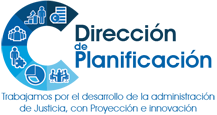 Dirección
de
Planificación
Trabajamos por el desarrollo de la administración
de Justicia, con Proyección e innovación